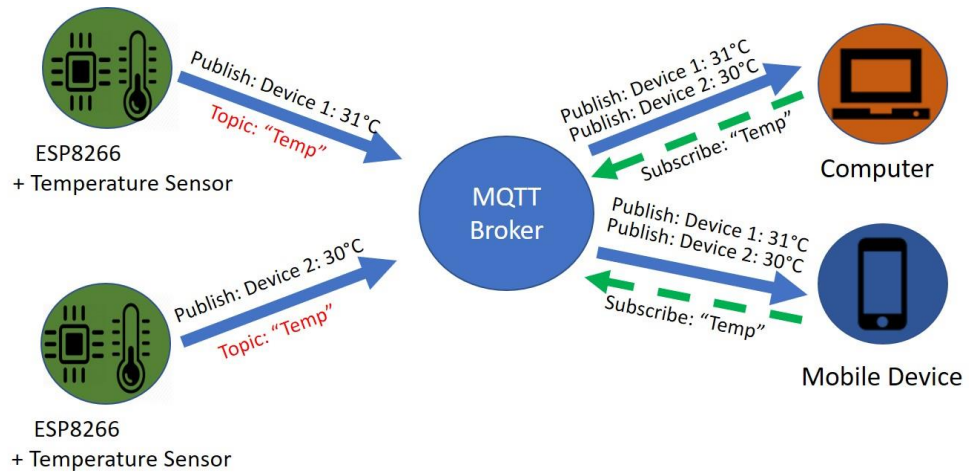 Publish: Device 1: 31°C
Topic: “Temp”
ESP8266
+ Temperature Sensor
Publish: Device 2: 30°C
Topic: “Temp”
ESP8266
+ Temperature Sensor
MQTT
Broker
Publish: Device 1: 31°C
Publish: Device 2: 30°C
Subscribe: “Temp”
Computer
Publish: Device 1: 31°C
Publish: Device 2: 30°C
Subscribe: “Temp”
Mobile Device